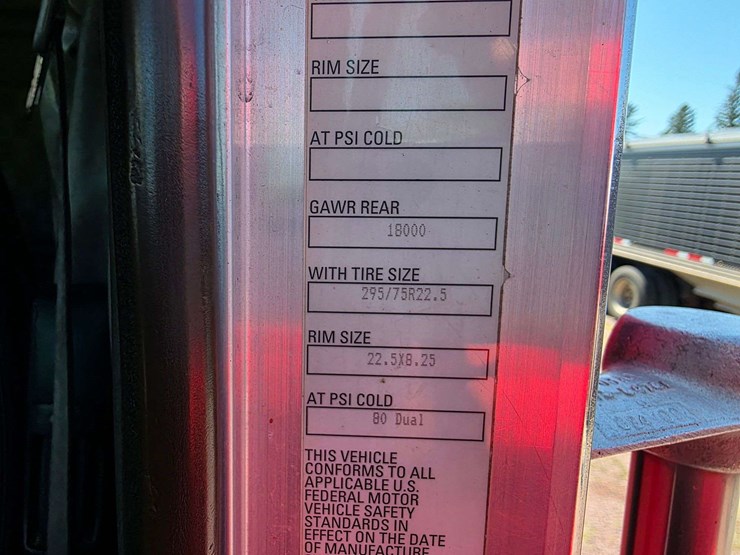 RIM SIZE
AT PSI COLD
GAWR REAR
18000
WITH TIRE SIZE
295/75R22.5
RIM SIZE
22.5X8.25
AT PSI COLD
80 Dual
THIS VEHICLE
CONFORMS TO ALL
APPLICABLE U.S.
FEDERAL MOTOR
VEHICLE SAFETY
STANDARDS IN
EFFECT ON THE DATE
OF MANUFACTURE